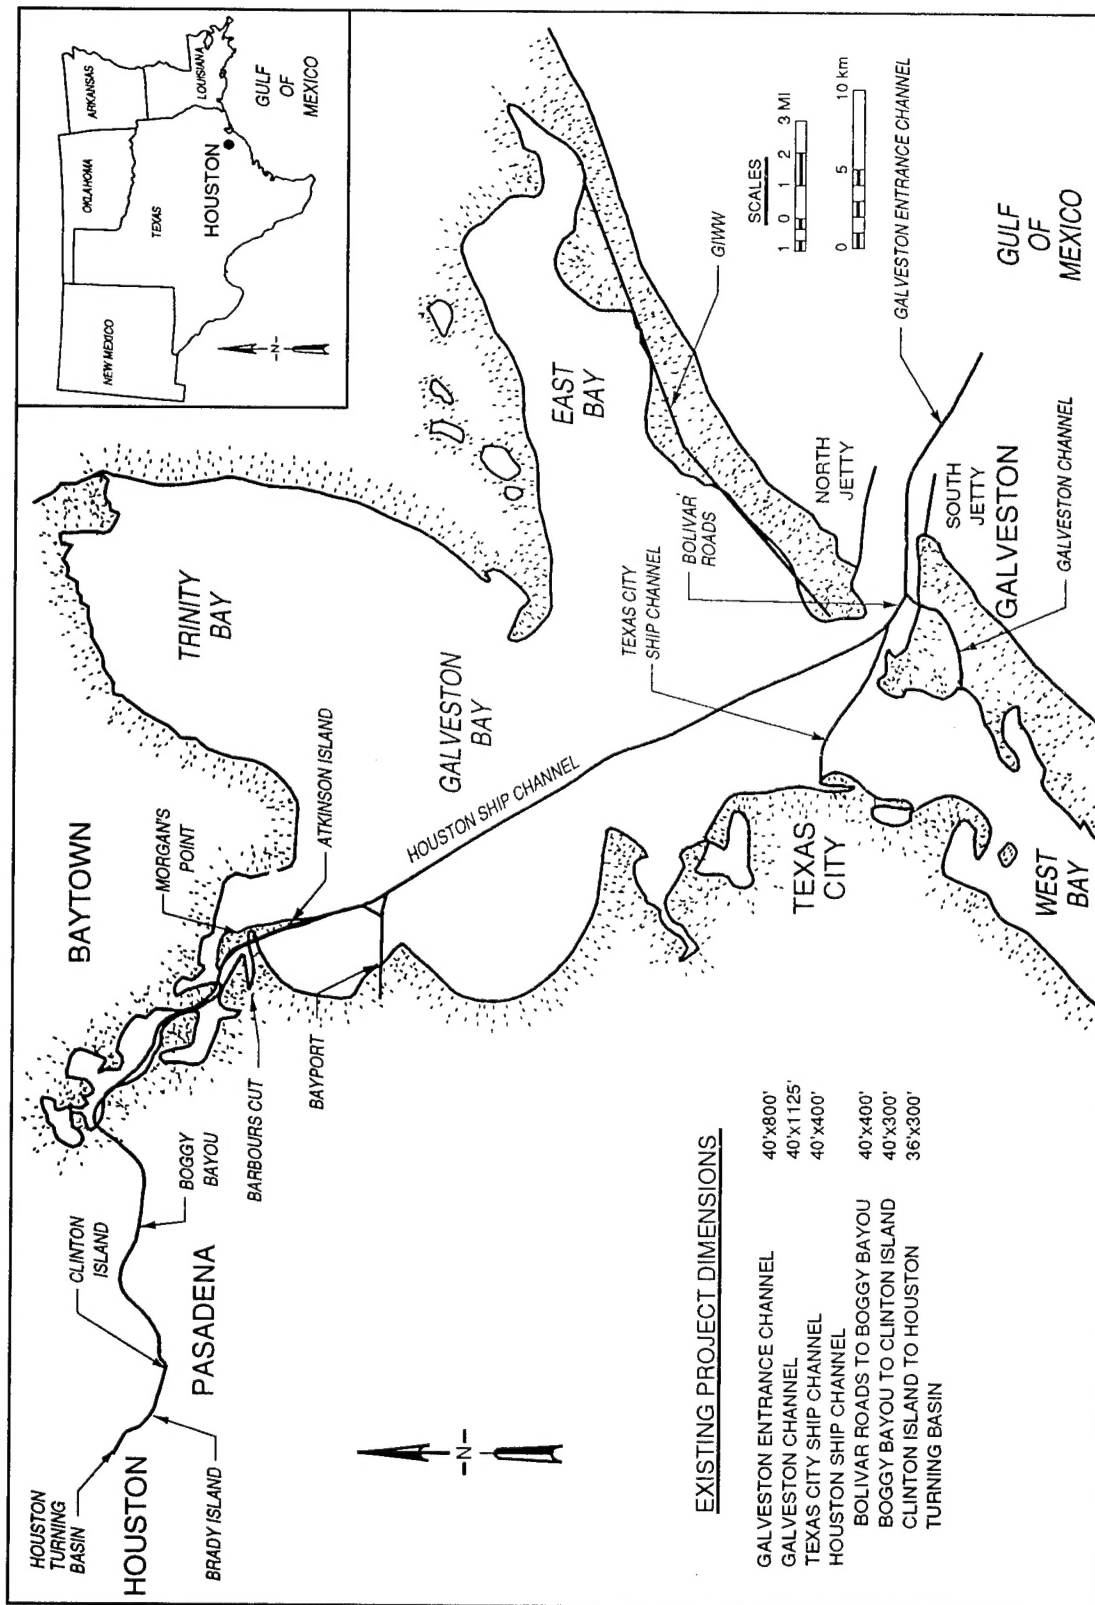 NEW MEXICO
OKLAHOMA
ARKANSAS
TEXAS
LOUISIANA
HOUSTON
GULF
OF
MEXICO
-N-
HOUSTON
TURNING
BASIN
HOUSTON
BRADY ISLAND
CLINTON
ISLAND
PASADENA
BOGGY
BAYOU
BAYTOWN
MORGAN'S
POINT
BARBOURS CUT
BAYPORT
ATKINSON ISLAND
TRINITY
BAY
GALVESTON
BAY
HOUSTON SHIP CHANNEL
EAST
BAY
GIWW
TEXAS CITY
SHIP CHANNEL
BOLIVAR
ROADS
NORTH
JETTY
SOUTH
JETTY
GALVESTON
GALVESTON CHANNEL
GALVESTON ENTRANCE CHANNEL
TEXAS
CITY
WEST
BAY
GULF
OF
MEXICO
SCALES
1 0 1 2 3 MI
0 5 10 km
-N-
EXISTING PROJECT DIMENSIONS
GALVESTON ENTRANCE CHANNEL 40'x800'
GALVESTON CHANNEL 40'x1125'
TEXAS CITY SHIP CHANNEL 40'x400'
HOUSTON SHIP CHANNEL
BOLIVAR ROADS TO BOGGY BAYOU 40'x400'
BOGGY BAYOU TO CLINTON ISLAND 40'x300'
CLINTON ISLAND TO HOUSTON 36'x300'
TURNING BASIN